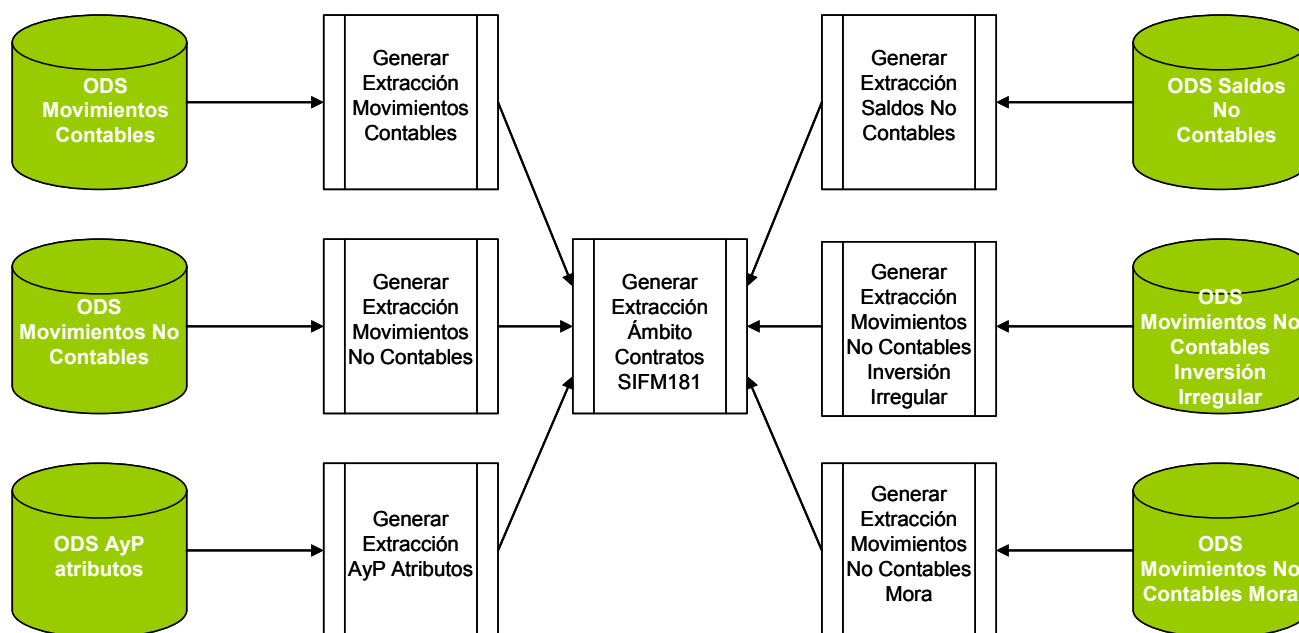 ODS
Movimientos
Contables
Generar
Extracción
Movimientos
Contables
Generar
Extracción
Saldos No
Contables
ODS Saldos
No
Contables
ODS
Movimientos No
Contables
Generar
Extracción
Movimientos
No Contables
Generar
Extracción
Ámbito
Contratos
SIFM181
Generar
Extracción
Movimientos
No Contables
Inversión
Irregular
ODS
Movimientos No
Contables
Inversión
Irregular
ODS AyP
atributos
Generar
Extracción
AyP Atributos
Generar
Extracción
Movimientos
No Contables
Mora
ODS
Movimientos No
Contables Mora